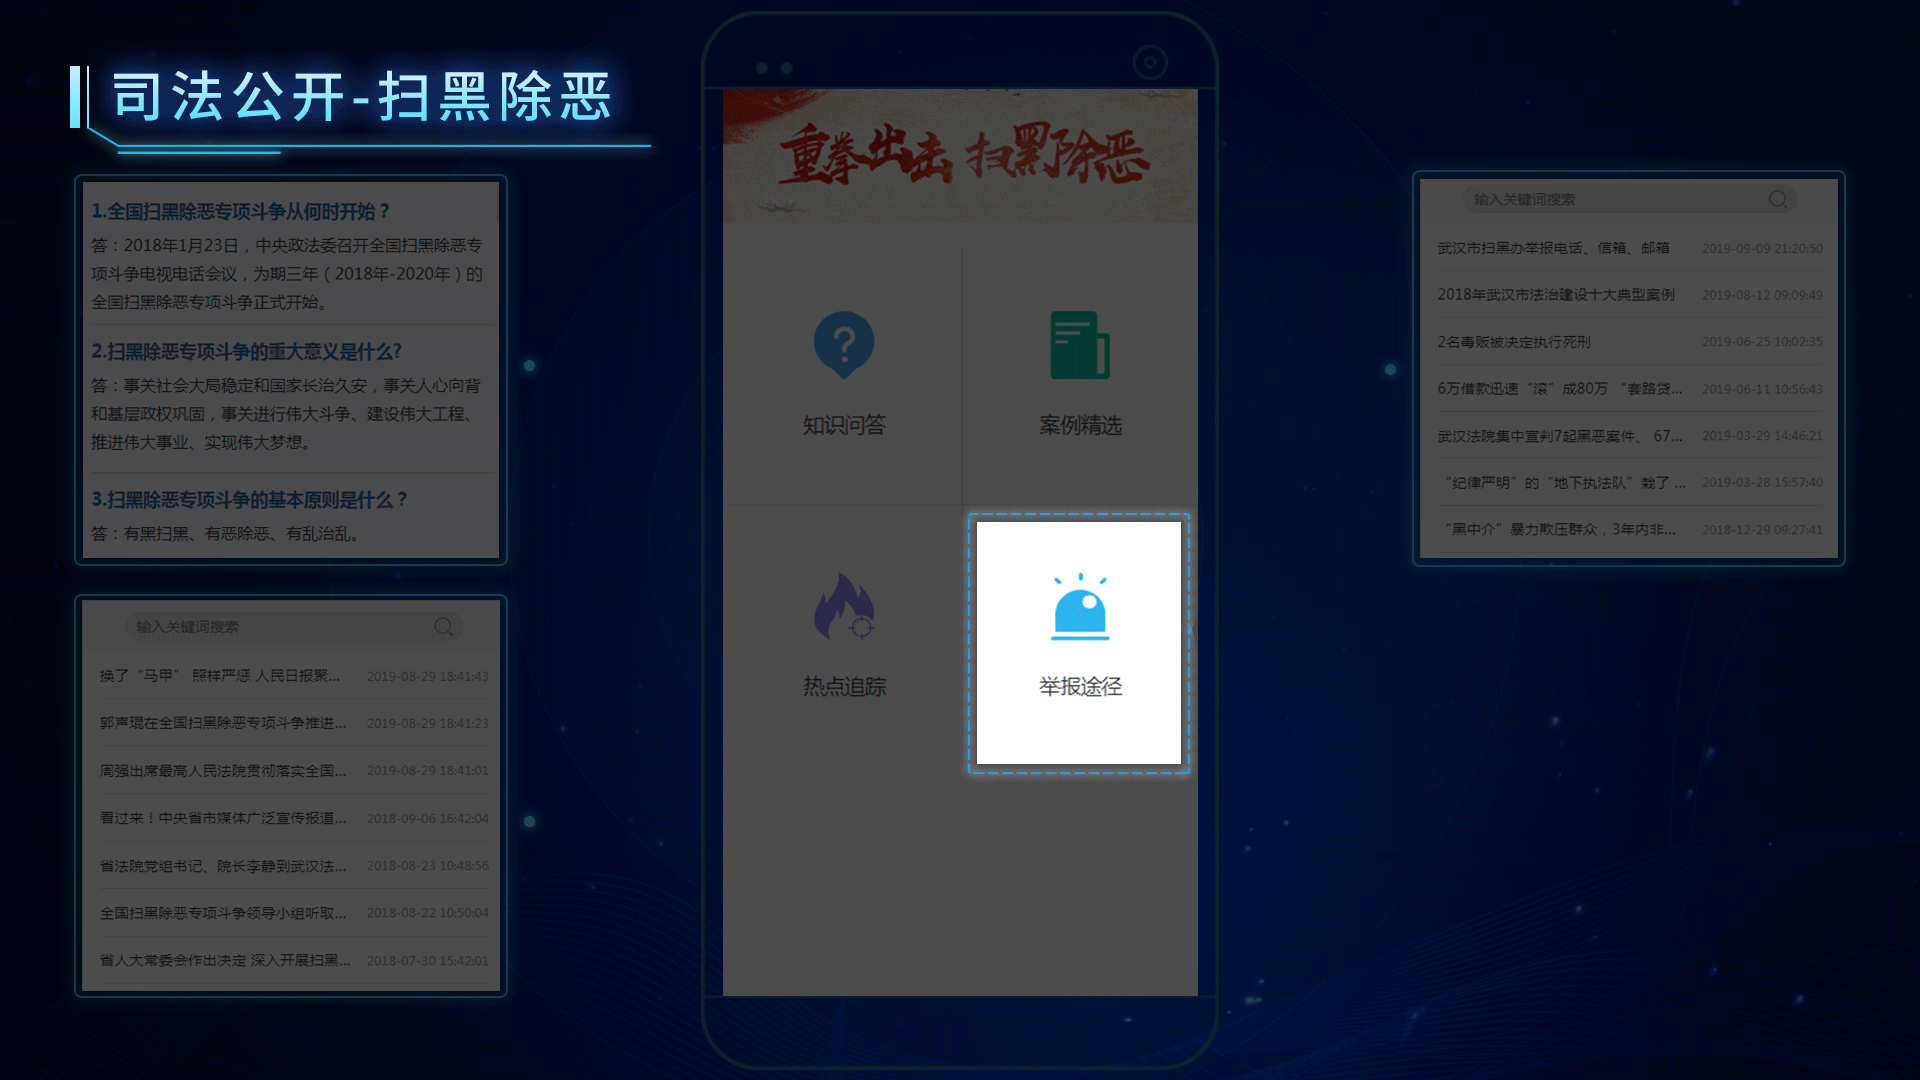 司法公开-扫黑除恶
1.全国扫黑除恶专项斗争从何时开始？
答：2018年1月23日，中央政法委召开全国扫黑除恶专
项斗争电视电话会议，为期三年（2018年-2020年）的
全国扫黑除恶专项斗争正式开始。
2.扫黑除恶专项斗争的重大意义是什么?
答：事关社会大局稳定和国家长治久安，事关人心向背
和基层政权巩固，事关进行伟大斗争、建设伟大工程、
推进伟大事业、实现伟大梦想。
3.扫黑除恶专项斗争的基本原则是什么？
答：有黑扫黑、有恶除恶、有乱治乱。
输入关键词搜索
换了“马甲” 照样严惩 人民日报聚... 2019-08-29 18:41:43
郭声琨在全国扫黑除恶专项斗争推进... 2019-08-29 18:41:23
周强出席最高人民法院贯彻落实全国... 2019-08-29 18:41:01
看过来！中央省市媒体广泛宣传报道... 2018-09-06 16:42:04
省法院党组书记、院长李静到武汉法... 2018-08-23 10:48:56
全国扫黑除恶专项斗争领导小组听取... 2018-08-22 10:50:04
省人大常委会作出决定 深入开展扫黑... 2018-07-30 15:42:01
重拳出击 扫黑除恶
知识问答
案例精选
热点追踪
举报途径
输入关键词搜索
武汉市扫黑办举报电话、信箱、邮箱 2019-09-09 21:20:50
2018年武汉市法治建设十大典型案例 2019-08-12 09:09:49
2名毒贩被决定执行死刑 2019-06-25 10:02:35
6万借款迅速“滚”成80万 “套路贷... 2019-06-11 10:56:43
武汉法院集中宣判7起黑恶案件、 67... 2019-03-29 14:46:21
“纪律严明”的“地下执法队”栽了 ... 2019-03-28 15:57:40
“黑中介”暴力欺压群众，3年内非... 2018-12-29 09:27:41